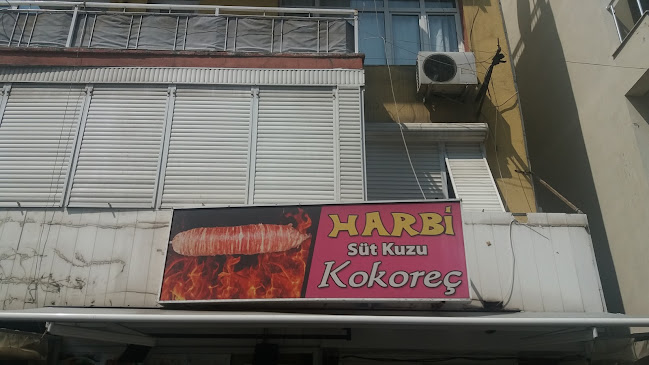 HARBİ
Süt Kuzu
Kokoreç